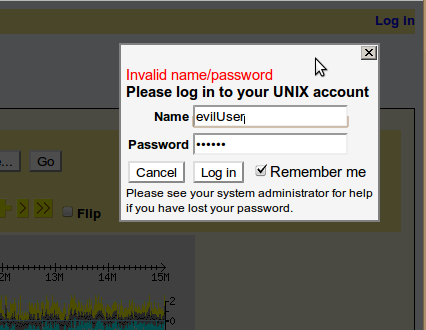 Log in
Invalid name/password
Please log in to your UNIX account
Name evilUser
Password ••••••
Cancel Log in Remember me
Please see your system administrator for help
if you have lost your password.
... Go
> >> Flip
2M 13M 14M 15M
2
0